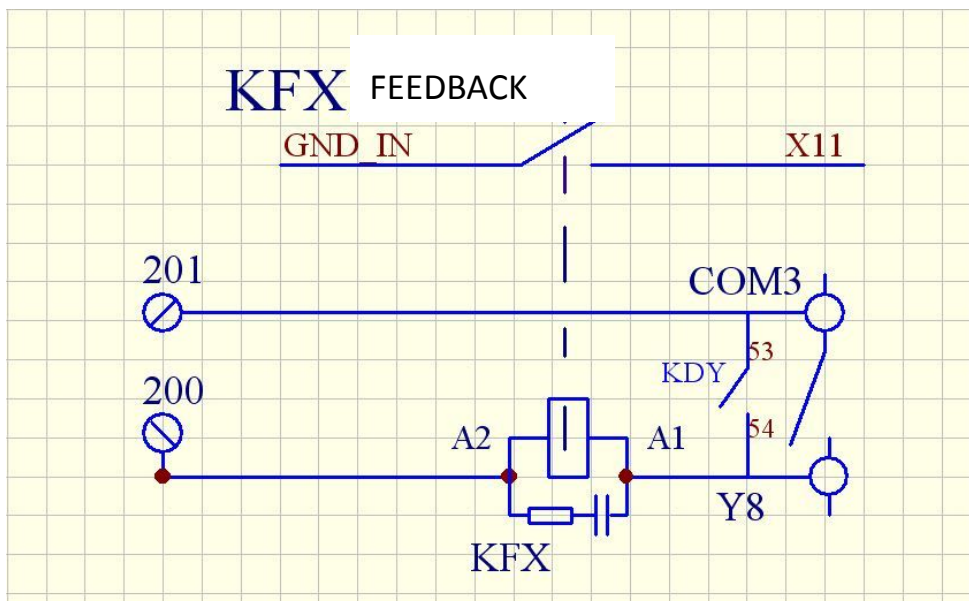 KFX FEEDBACK
GND_IN X11
201 COM3
53
KDY
200
54
A2 A1
Y8
KFX